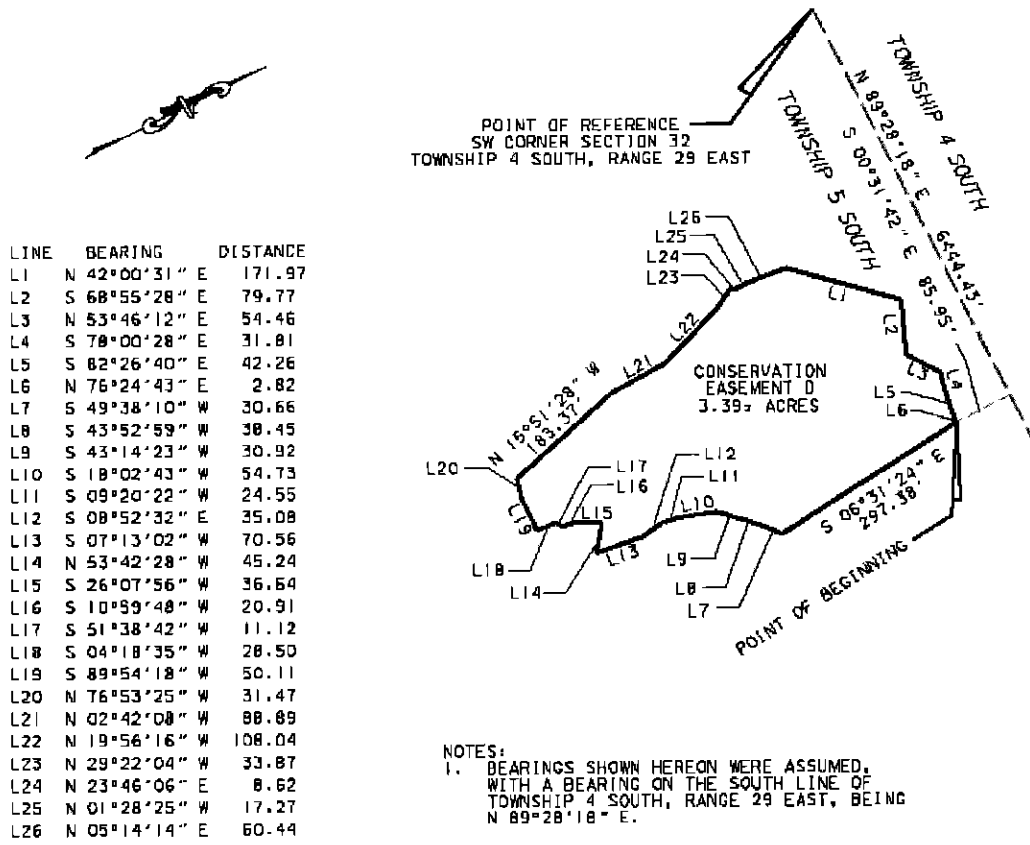 N
POINT OF REFERENCE
SW CORNER SECTION 32
TOWNSHIP 4 SOUTH, RANGE 29 EAST
TOWNSHIP 4 SOUTH
N 89°28'18" E 6444.43'
TOWNSHIP 5 SOUTH
S 00°31'42" E 85.95'
LINE BEARING DISTANCE
L1 N 42°00'31" E 171.97
L2 S 68°55'28" E 79.77
L3 N 53°46'12" E 54.46
L4 S 78°00'28" E 31.81
L5 S 82°26'40" E 42.26
L6 N 76°24'43" E 2.82
L7 S 49°38'10" W 30.66
L8 S 43°52'59" W 38.45
L9 S 43°14'23" W 30.92
L10 S 18°02'43" W 54.73
L11 S 09°20'22" W 24.55
L12 S 08°52'32" E 35.08
L13 S 07°13'02" W 70.56
L14 N 53°42'28" W 45.24
L15 S 26°07'56" W 36.64
L16 S 10°59'48" W 20.91
L17 S 51°38'42" W 11.12
L18 S 04°18'35" W 28.50
L19 S 89°54'18" W 50.11
L20 N 76°53'25" W 31.47
L21 N 02°42'08" W 88.89
L22 N 19°56'16" W 108.04
L23 N 29°22'04" W 33.87
L24 N 23°46'06" E 8.62
L25 N 01°28'25" W 17.27
L26 N 05°14'14" E 60.44
L26
L25
L24
L23
L1
L2
L22
L3
L4
L21
CONSERVATION
EASEMENT D
3.39± ACRES
L5
L6
N 15°51'28" W
183.37'
L20
L17
L16
L12
L11
L19
L15
L10
S 06°31'24" E
297.38'
L18
L13
L9
L14
L8
L7
POINT OF BEGINNING
NOTES:
1. BEARINGS SHOWN HEREON WERE ASSUMED,
WITH A BEARING ON THE SOUTH LINE OF
TOWNSHIP 4 SOUTH, RANGE 29 EAST, BEING
N 89°28'18" E.